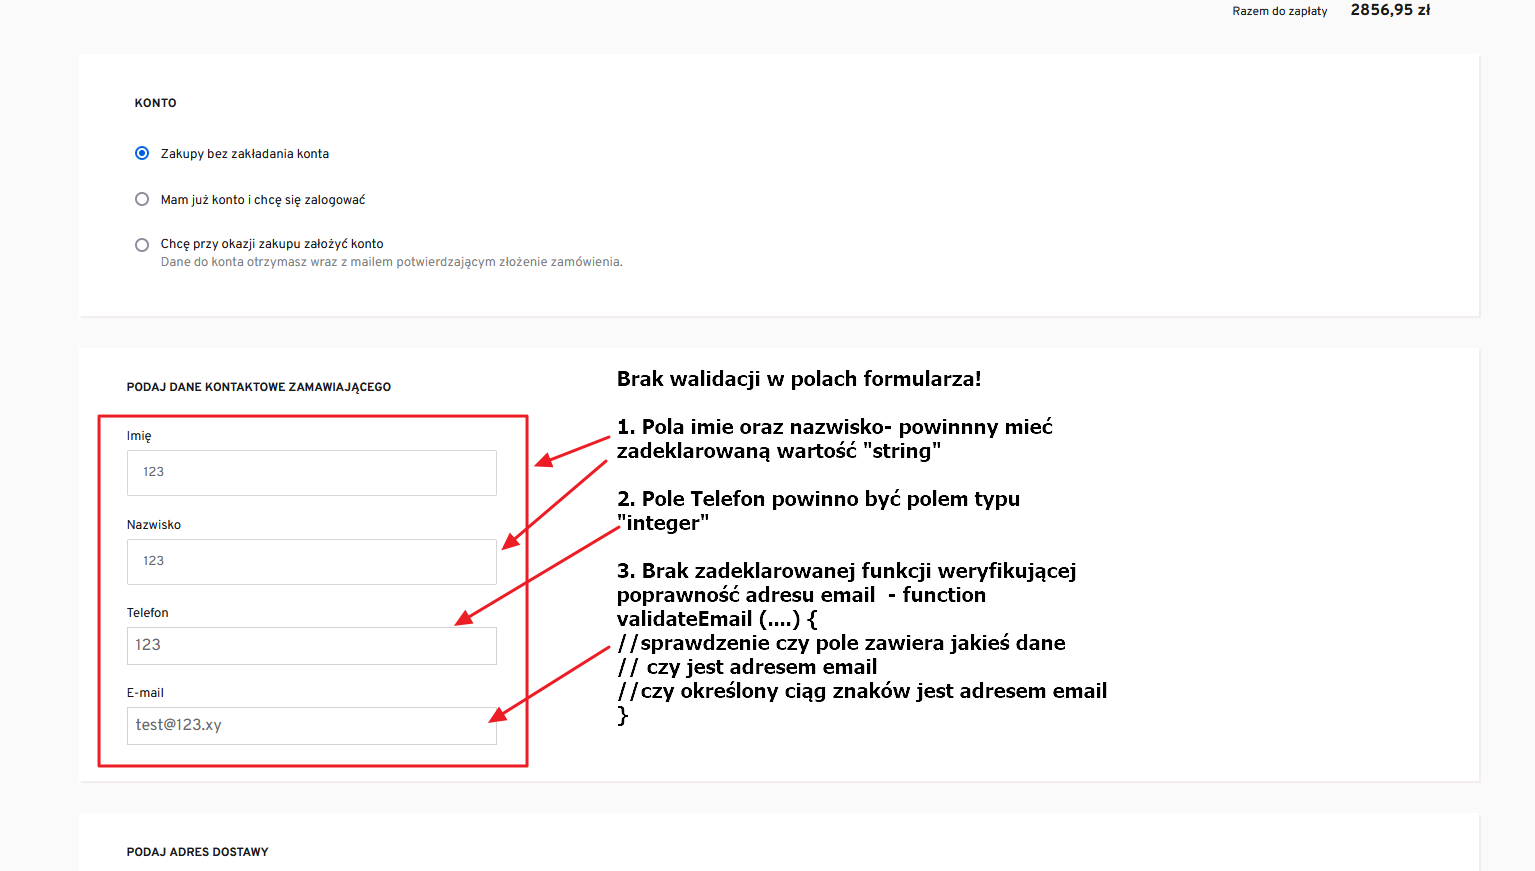 Razem do zapłaty 2856,95 zł
KONTO
Zakupy bez zakładania konta
Mam już konto i chcę się zalogować
Chcę przy okazji zakupu założyć konto
Dane do konta otrzymasz wraz z mailem potwierdzającym złożenie zamówienia.
PODAJ DANE KONTAKTOWE ZAMAWIAJĄCEGO
Imię
123
Nazwisko
123
Telefon
123
E-mail
test@123.xy
Brak walidacji w polach formularza!
1. Pola imie oraz nazwisko- powinnny mieć
zadeklarowaną wartość "string"
2. Pole Telefon powinno być polem typu
"integer"
3. Brak zadeklarowanej funkcji weryfikującej
poprawność adresu email  - function
validateEmail (....) {
//sprawdzenie czy pole zawiera jakieś dane
// czy jest adresem email
//czy określony ciąg znaków jest adresem email
}
PODAJ ADRES DOSTAWY